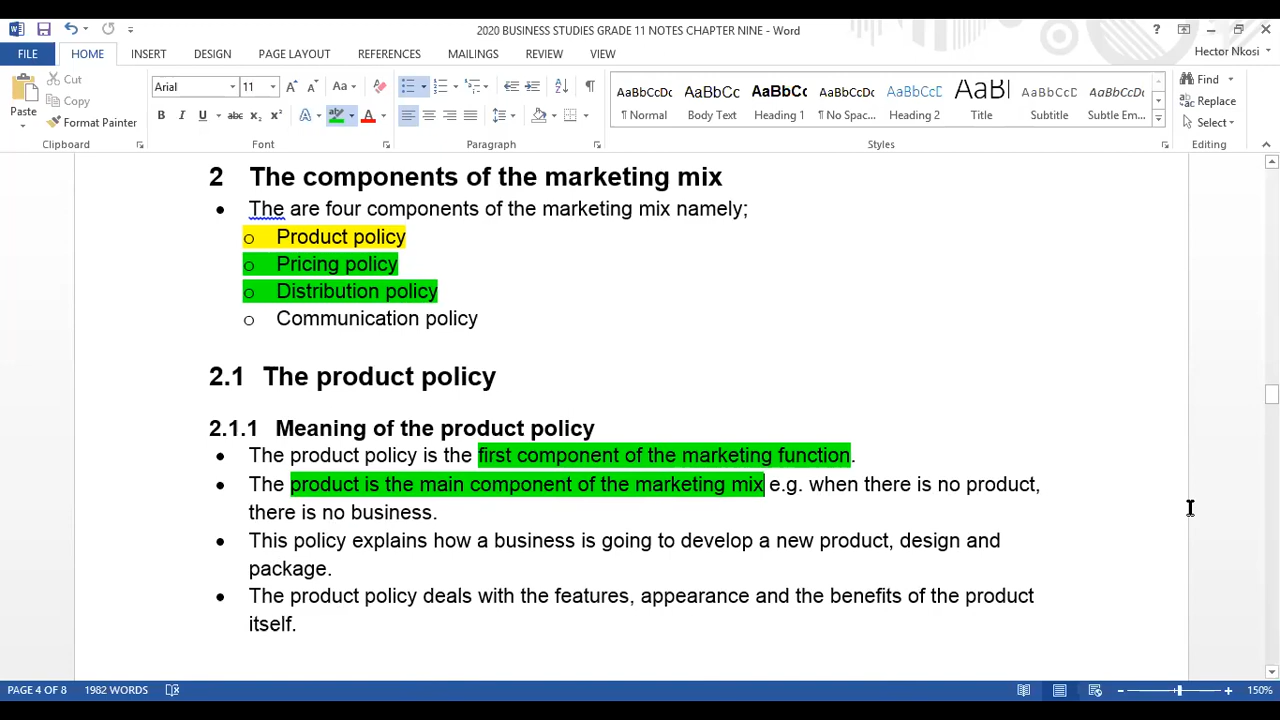 2020 BUSINESS STUDIES GRADE 11 NOTES CHAPTER NINE - Word
FILE HOME INSERT DESIGN PAGE LAYOUT REFERENCES MAILINGS REVIEW VIEW Hector Nkosi
Paste Cut Copy Format Painter
Arial 11
AaBbCcDc AaBbCc AaBbCc AaBbCcDc AaBbCcD AaBI AaBbCcD AaBbCcDc
¶ Normal Body Text Heading 1 ¶ No Spac... Heading 2 Title Subtitle Subtle Em...
Find Replace Select
Clipboard Font Paragraph Styles Editing
2 The components of the marketing mix
• The are four components of the marketing mix namely;
o Product policy
o Pricing policy
o Distribution policy
o Communication policy
2.1 The product policy
2.1.1 Meaning of the product policy
• The product policy is the first component of the marketing function.
• The product is the main component of the marketing mix e.g. when there is no product,
there is no business.
• This policy explains how a business is going to develop a new product, design and
package.
• The product policy deals with the features, appearance and the benefits of the product
itself.
PAGE 4 OF 8 1982 WORDS 150%